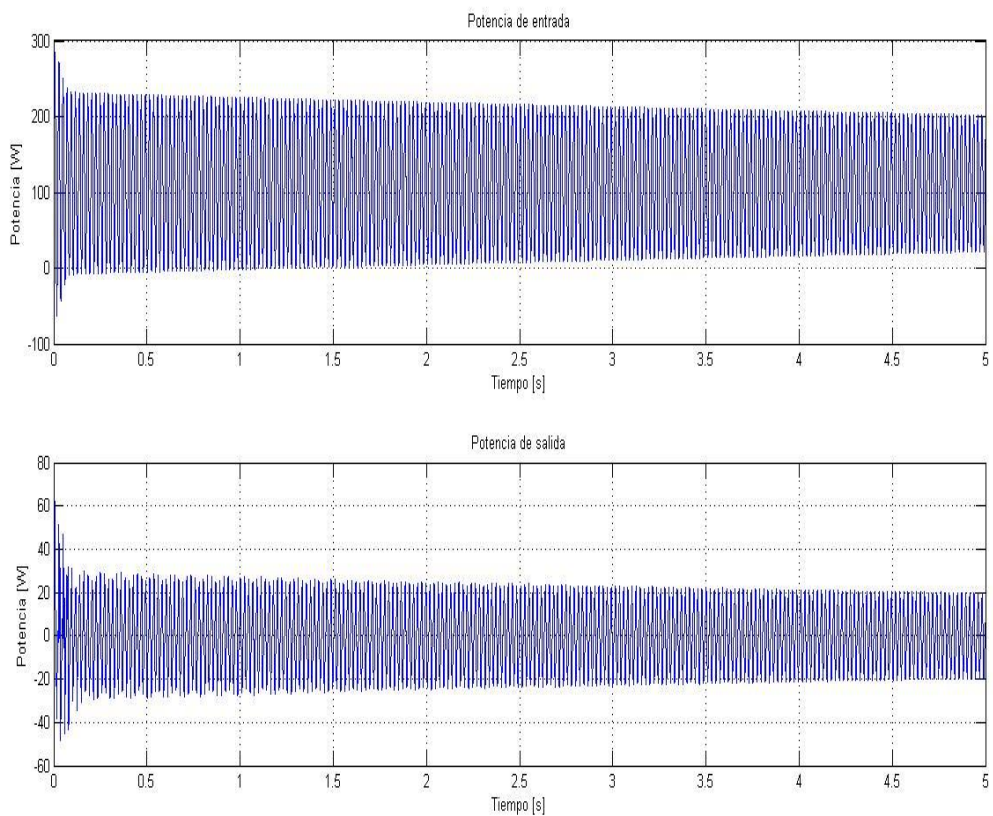 Potencia de entrada
Potencia [W]
300
200
100
0
-100
0 0.5 1 1.5 2 2.5 3 3.5 4 4.5 5
Tiempo [s]
Potencia de salida
Potencia [W]
80
60
40
20
0
-20
-40
-60
0 0.5 1 1.5 2 2.5 3 3.5 4 4.5 5
Tiempo [s]